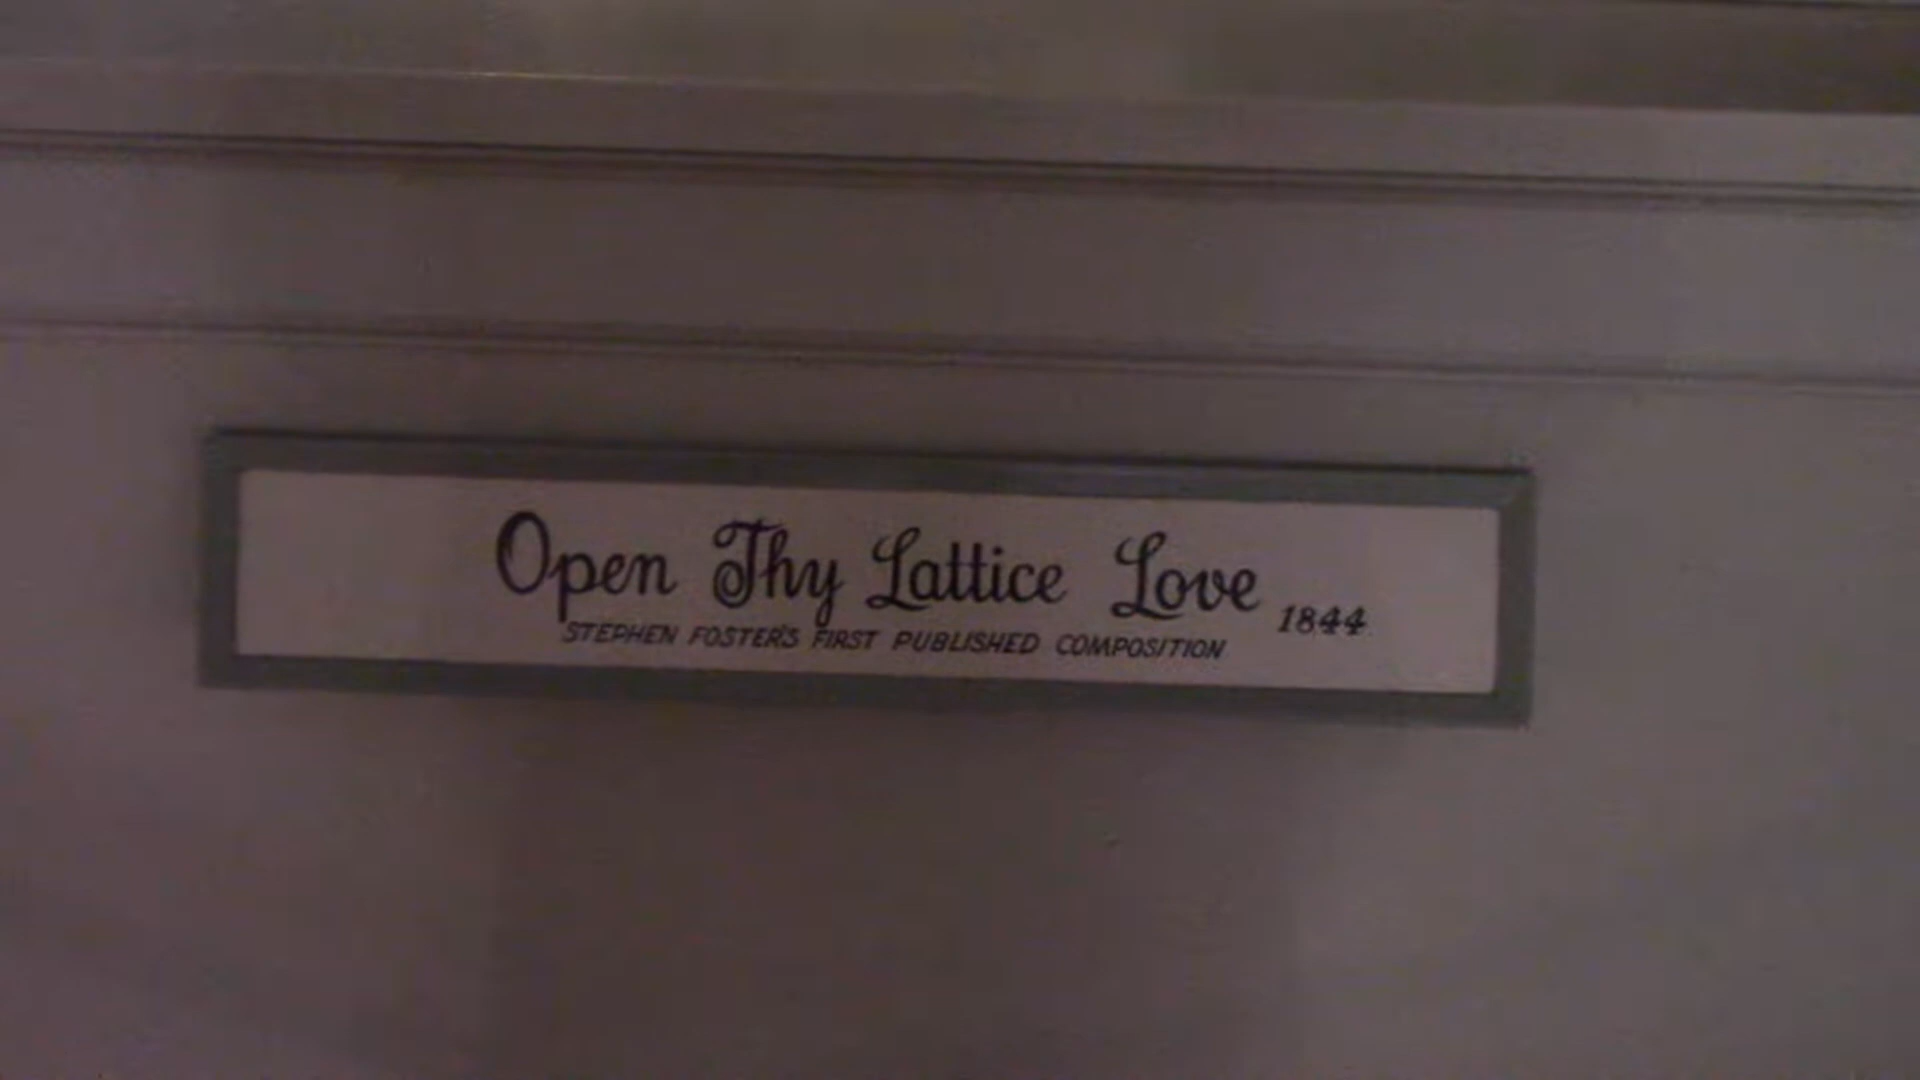 Open Thy Lattice Love 1844
STEPHEN FOSTER'S FIRST PUBLISHED COMPOSITION